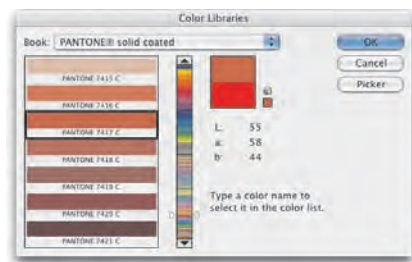 Color Libraries
Book: PANTONE® solid coated
OK
Cancel
Picker
PANTONE 7415 C
PANTONE 7416 C
PANTONE 7417 C
PANTONE 7418 C
PANTONE 7419 C
PANTONE 7420 C
PANTONE 7421 C
L: 55
a: 58
b: 44
Type a color name to
select it in the color list.